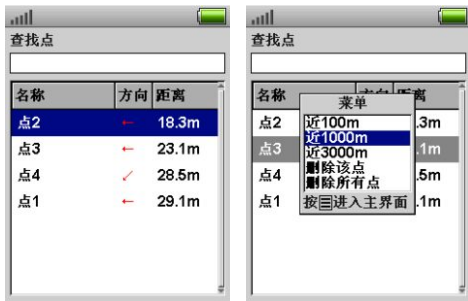 查找点
名称 方向 距离
点2 ← 18.3m
点3 ← 23.1m
点4 ↙ 28.5m
点1 ← 29.1m
查找点
名称
菜单
点2 近100m .3m
点3 近1000m .1m
近3000m
点4 删除该点 .5m
删除所有点
点1 按☰进入主界面 .1m